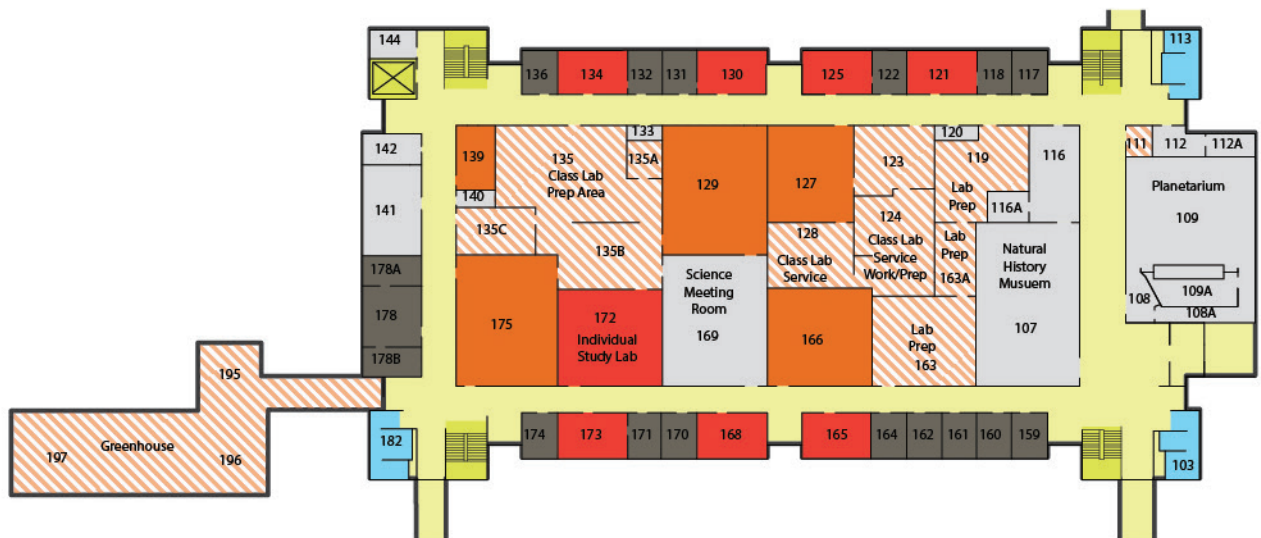 144
113
136
134
132
131
130
125
122
121
118
117
133
120
142
139
135
Class Lab
Prep Area
135A
129
127
123
119
116
111
112
112A
Planetarium
109
140
141
Lab
Prep
116A
124
Class Lab
Service
Work/Prep
135C
135B
128
Class Lab
Service
Lab
Prep
163A
Natural
History
Musuem
107
178A
Science
Meeting
Room
169
108
109A
108A
178
175
172
Individual
Study Lab
166
Lab
Prep
163
178B
195
174
173
171
170
168
165
164
162
161
160
159
182
103
Greenhouse
197
196